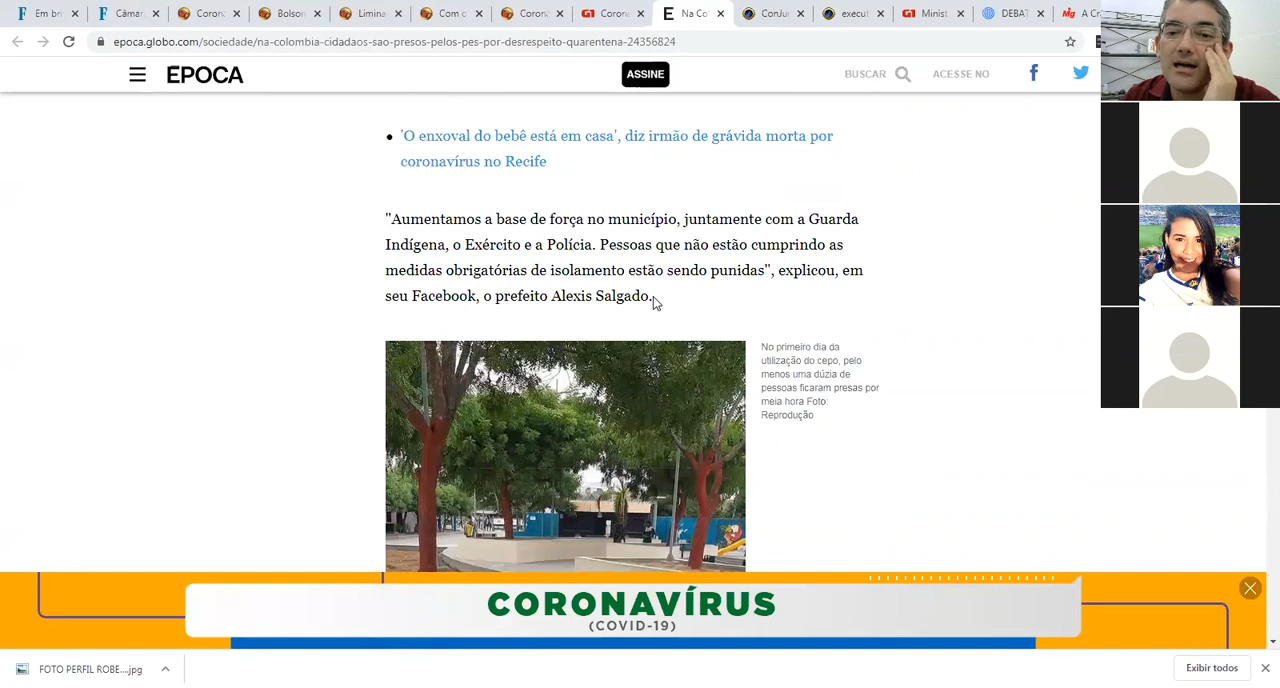 Em bri
Câmar
Corona
Bolson
Limina
Com o
Corona
Corone
Na Co
ConJu
execut
Minist
DEBAT
A Cr
epoca.globo.com/sociedade/na-colombia-cidadaos-sao-presos-pelos-pes-por-desrespeito-quarentena-24356824
ÉPOCA
ASSINE
BUSCAR
ACESSE NO
'O enxoval do bebê está em casa', diz irmão de grávida morta por
coronavírus no Recife
"Aumentamos a base de força no município, juntamente com a Guarda
Indígena, o Exército e a Polícia. Pessoas que não estão cumprindo as
medidas obrigatórias de isolamento estão sendo punidas", explicou, em
seu Facebook, o prefeito Alexis Salgado.
No primeiro dia da
utilização do cepo, pelo
menos uma dúzia de
pessoas ficaram presas por
meia hora Foto:
Reprodução
CORONAVÍRUS
(COVID-19)
FOTO PERFIL ROBE....jpg
Exibir todos